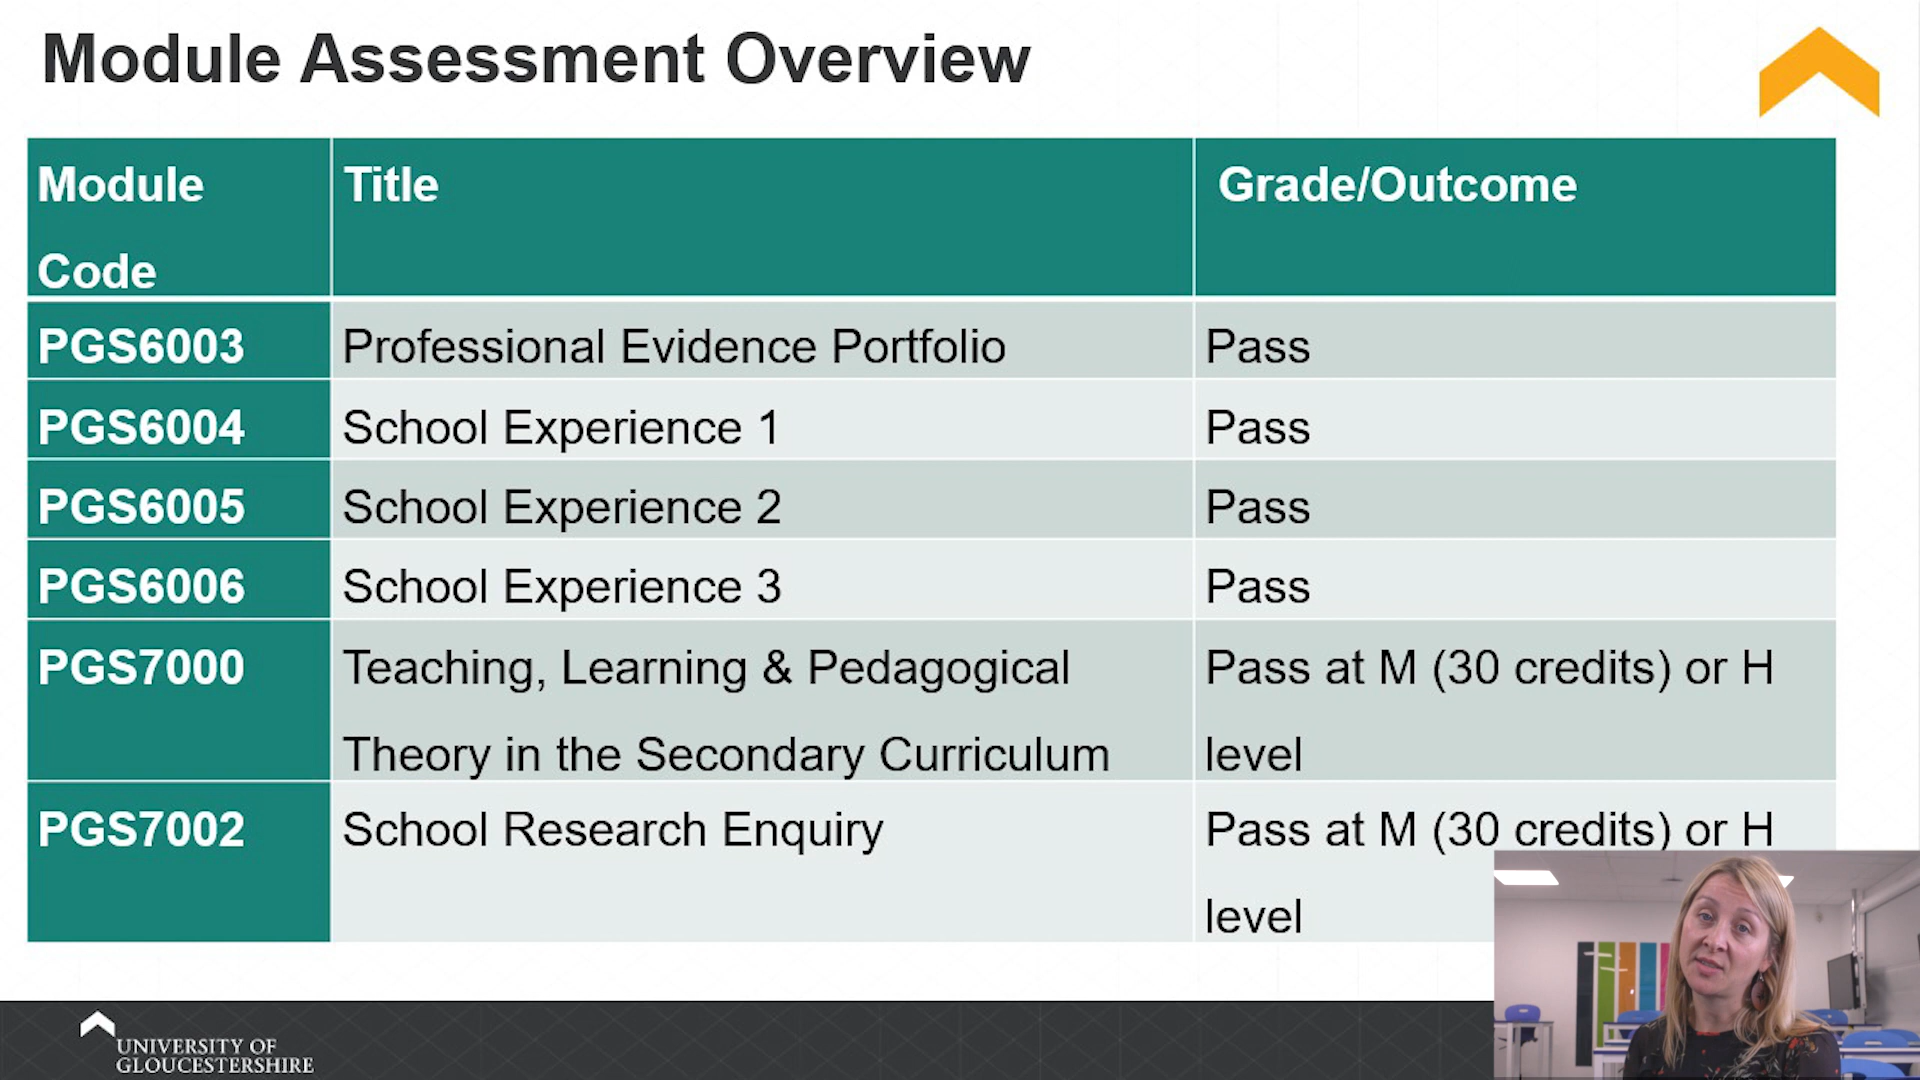 Module Assessment Overview
Module Title Grade/Outcome
Code
PGS6003 Professional Evidence Portfolio Pass
PGS6004 School Experience 1 Pass
PGS6005 School Experience 2 Pass
PGS6006 School Experience 3 Pass
PGS7000 Teaching, Learning & Pedagogical Pass at M (30 credits) or H
Theory in the Secondary Curriculum level
PGS7002 School Research Enquiry Pass at M (30 credits) or H
level
UNIVERSITY OF
GLOUCESTERSHIRE